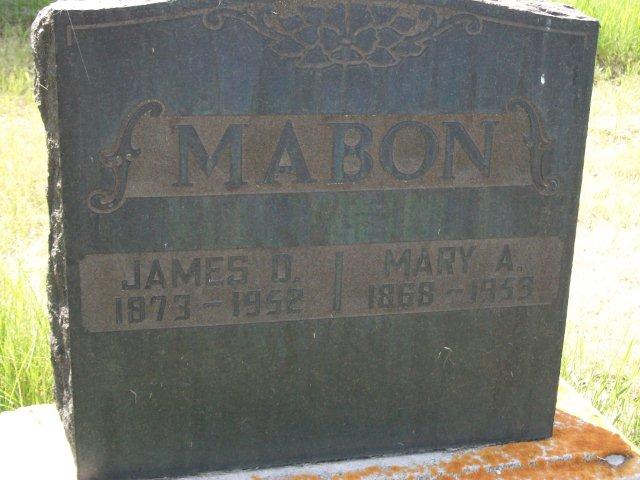 MABON
JAMES D. | MARY A.
1873 – 1952 | 1868 – 1953